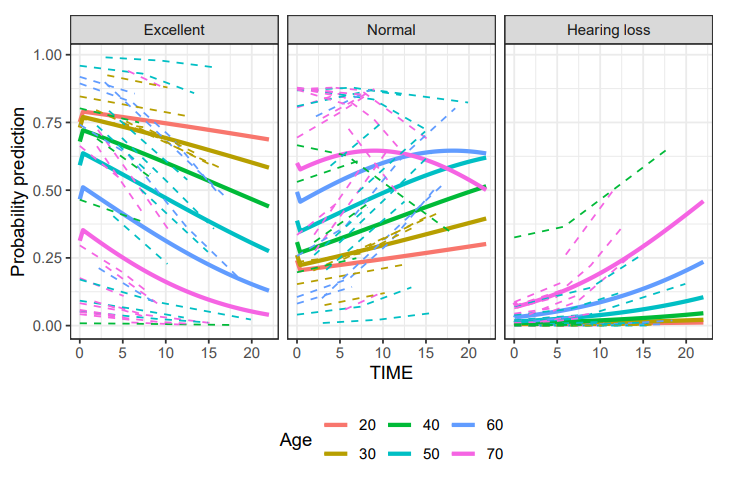 Excellent Normal Hearing loss
1.00
0.75
0.50
0.25
0.00
Probability prediction
0 5 10 15 20 0 5 10 15 20 0 5 10 15 20
TIME
Age
20 40 60
30 50 70